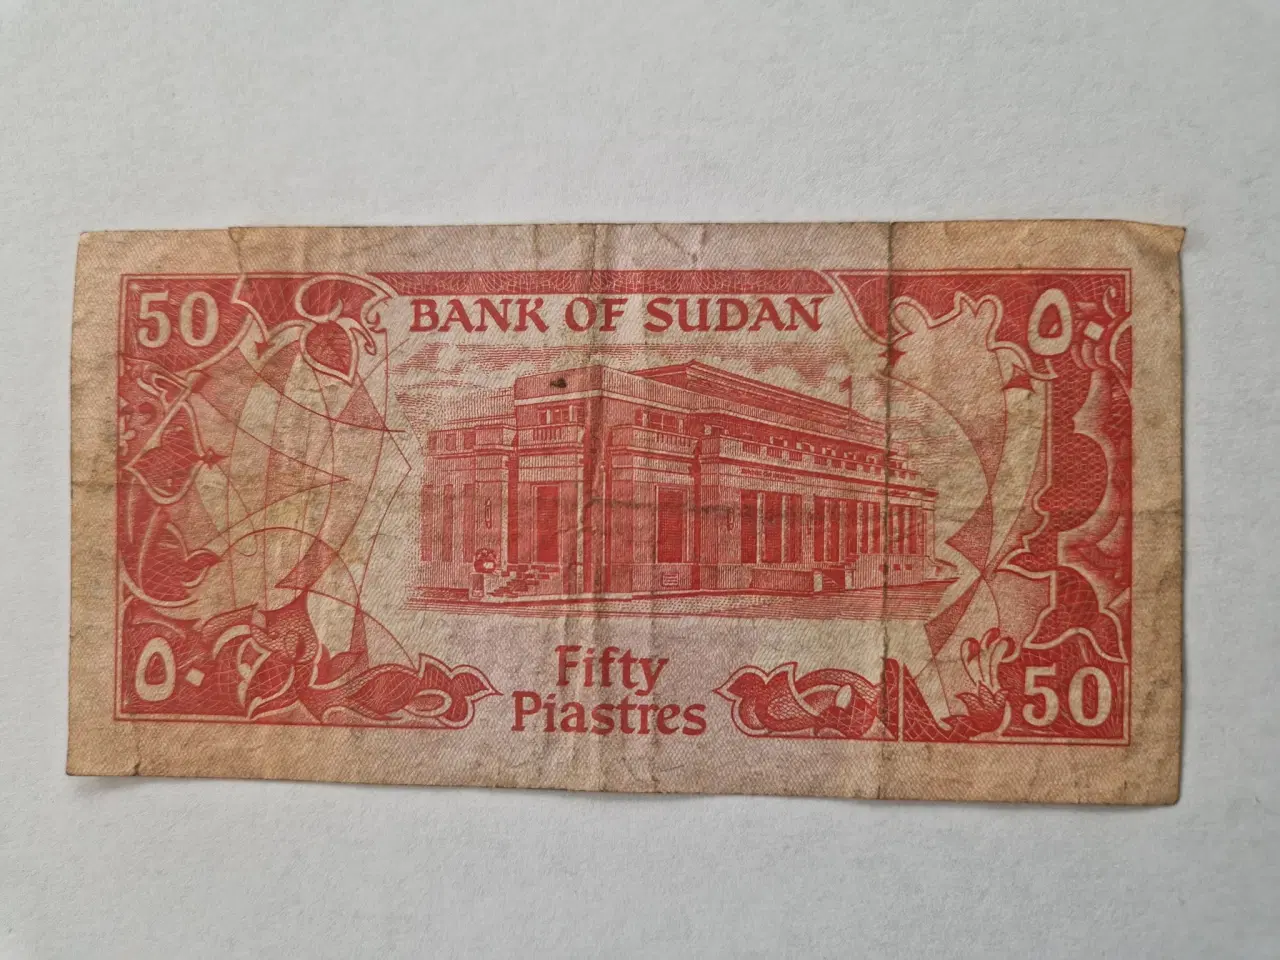 50
BANK OF SUDAN
٥٠
Fifty
Piastres
٥٠
50